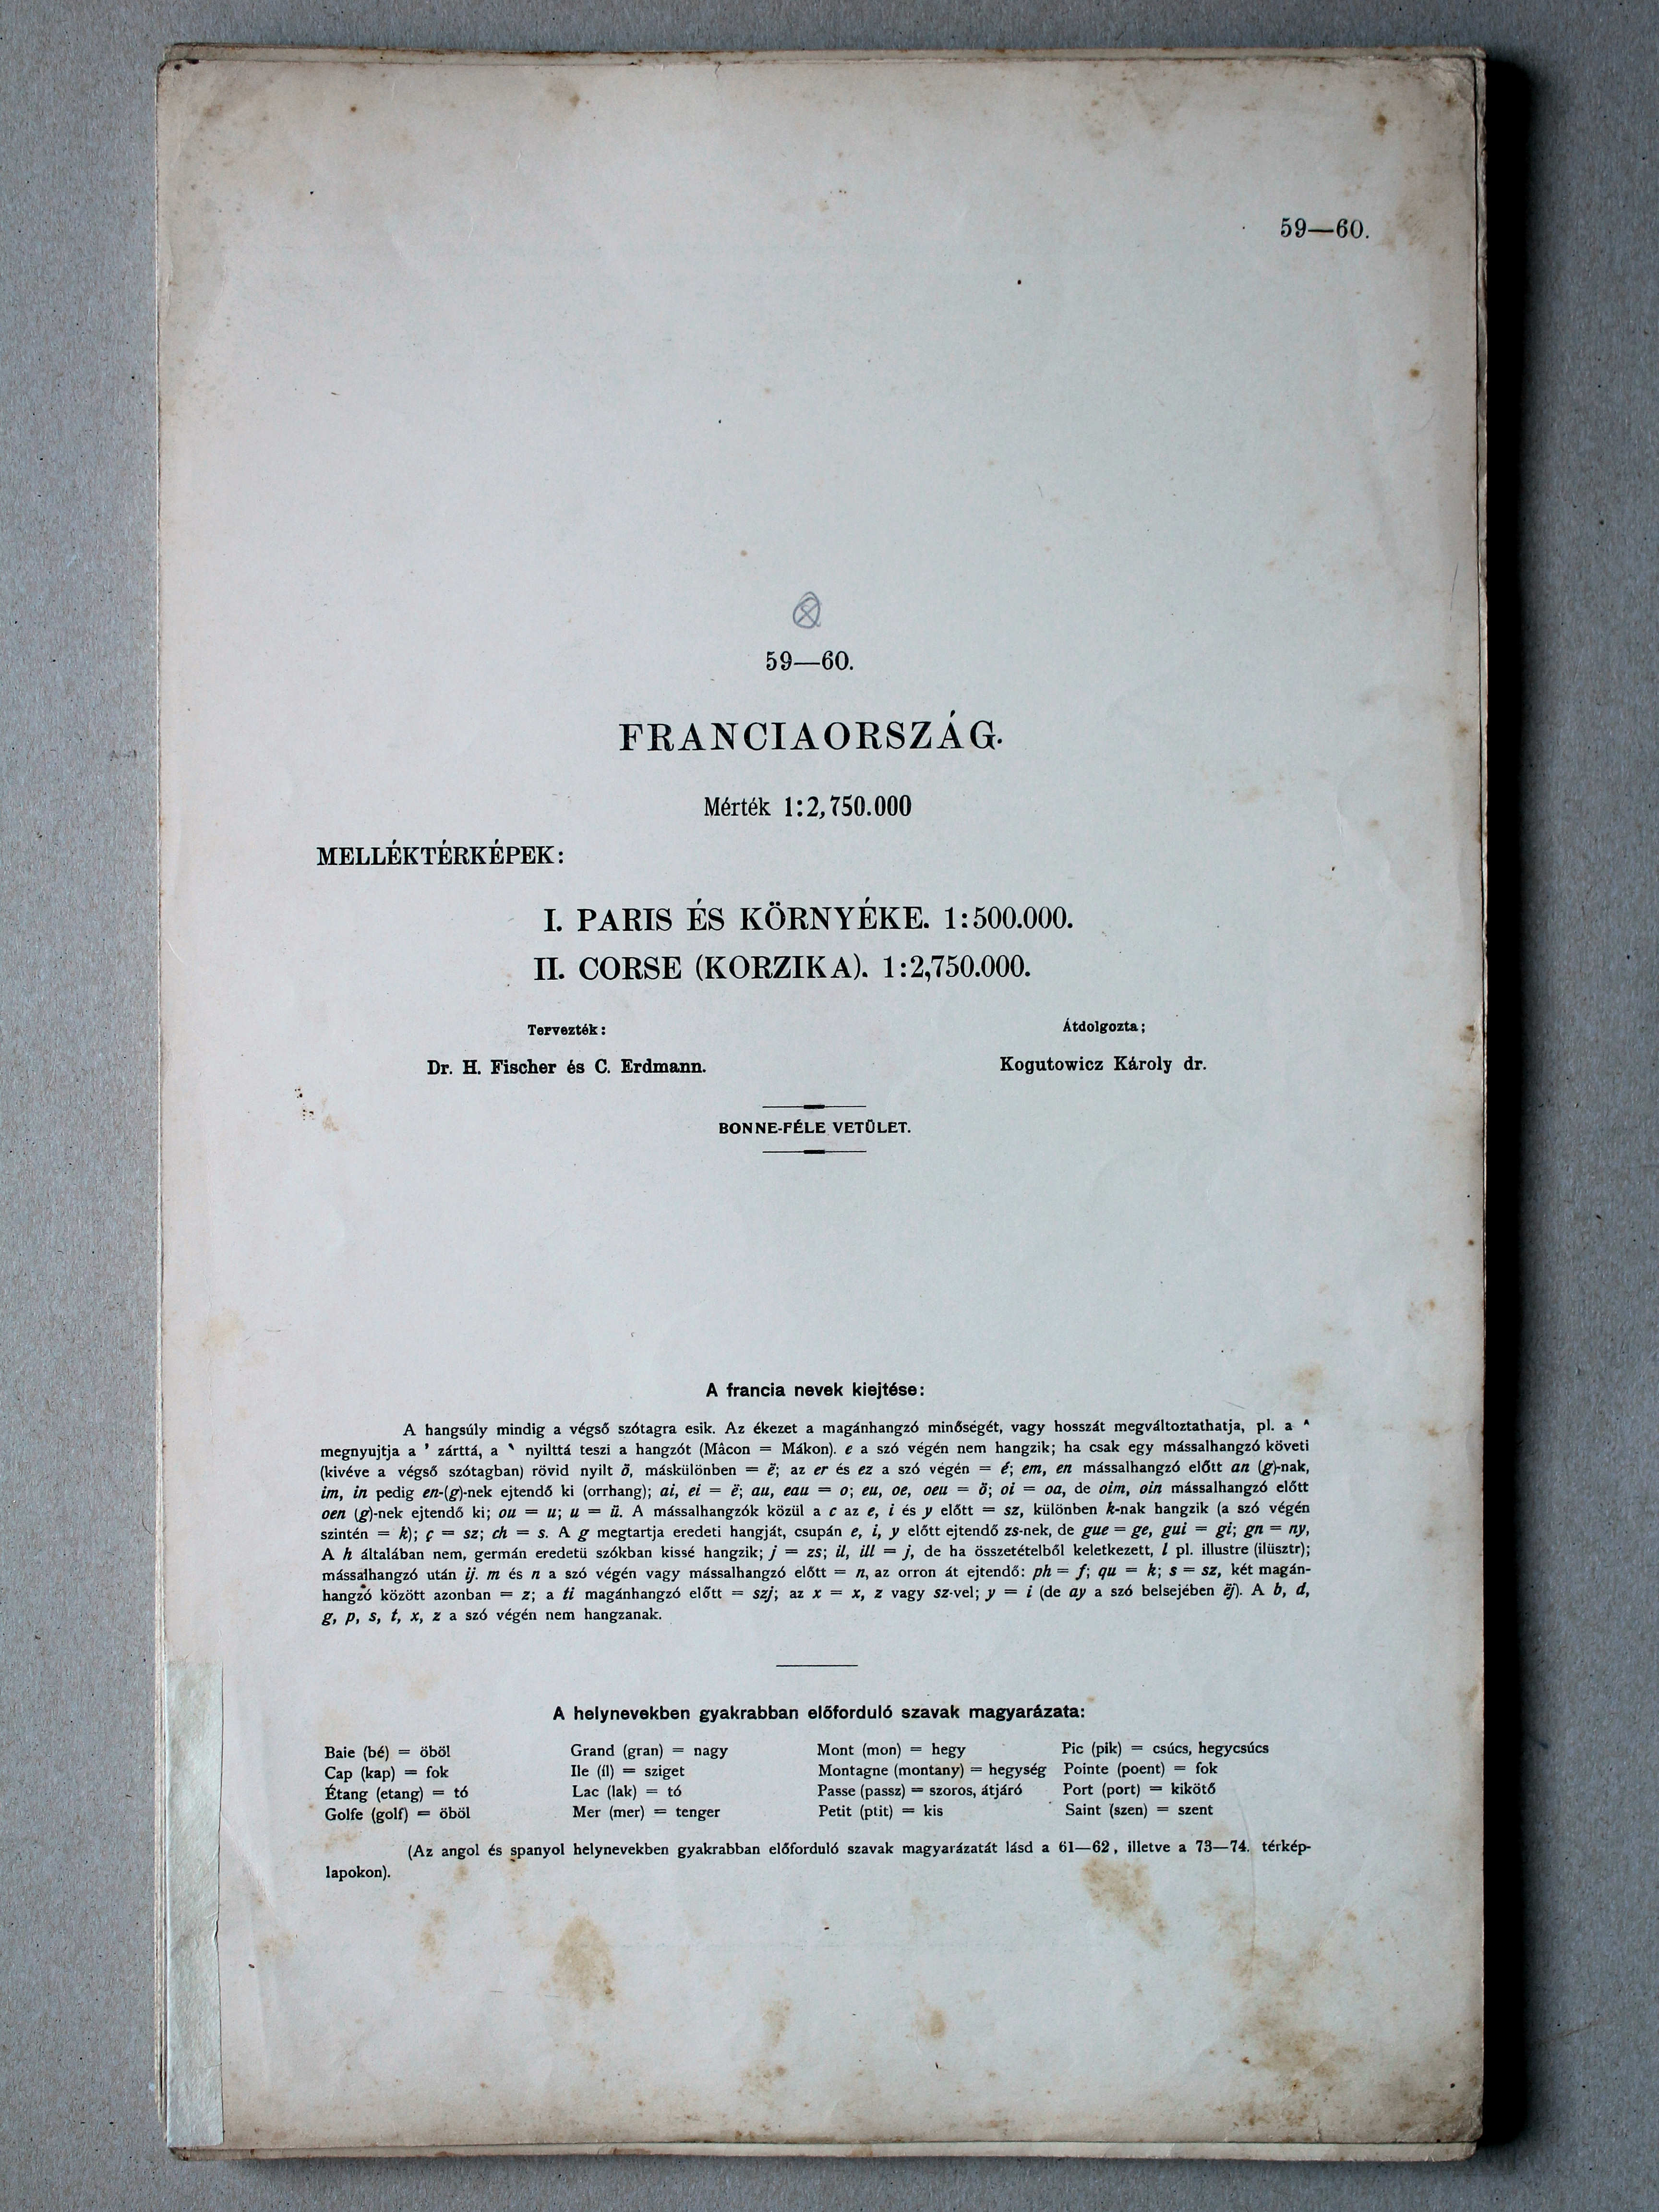 59—60.
59—60.
FRANCIAORSZÁG.
Mérték 1:2,750.000
MELLÉKTÉRKÉPEK:
I. PARIS ÉS KÖRNYÉKE. 1:500.000.
II. CORSE (KORZIKA). 1:2,750.000.
Tervezték:
Átdolgozta;
Dr. H. Fischer és C. Erdmann.
Kogutowicz Károly dr.
BONNE-FÉLE VETÜLET.
A francia nevek kiejtése:
A hangsúly mindig a végső szótagra esik. Az ékezet a magánhangzó minőségét, vagy hosszát megváltoztathatja, pl. a ˆ
megnyujtja a ’ zárttá, a ‵ nyilttá teszi a hangzót (Mâcon = Mákon). e a szó végén nem hangzik; ha csak egy mássalhangzó követi
(kivéve a végső szótagban) rövid nyilt ö, máskülönben = ë; az er és ez a szó végén = é; em, en mássalhangzó előtt an (g)-nak,
im, in pedig en-(g)-nek ejtendő ki (orrhang); ai, ei = ë; au, eau = o; eu, oe, oeu = ö; oi = oa, de oim, oin mássalhangzó előtt
oen (g)-nek ejtendő ki; ou = u; u = ü. A mássalhangzók közül a c az e, i és y előtt = sz, különben k-nak hangzik (a szó végén
szintén = k); ç = sz; ch = s. A g megtartja eredeti hangját, csupán e, i, y előtt ejtendő zs-nek, de gue = ge, gui = gi; gn = ny,
A h általában nem, germán eredetü szókban kissé hangzik; j = zs; il, ill = j, de ha összetételből keletkezett, l pl. illustre (ilüsztr);
mássalhangzó után ij. m és n a szó végén vagy mássalhangzó előtt = n, az orron át ejtendő: ph = f; qu = k; s = sz, két magán-
hangzó között azonban = z; a ti magánhangzó előtt = szj; az x = x, z vagy sz-vel; y = i (de ay a szó belsejében ëj). A b, d,
g, p, s, t, x, z a szó végén nem hangzanak.
A helynevekben gyakrabban előforduló szavak magyarázata:
Baie (bé) = öböl
Cap (kap) = fok
Étang (etang) = tó
Golfe (golf) = öböl
Grand (gran) = nagy
Ile (íl) = sziget
Lac (lak) = tó
Mer (mer) = tenger
Mont (mon) = hegy
Montagne (montany) = hegység
Passe (passz) = szoros, átjáró
Petit (ptit) = kis
Pic (pik) = csúcs, hegycsúcs
Pointe (poent) = fok
Port (port) = kikötő
Saint (szen) = szent
(Az angol és spanyol helynevekben gyakrabban előforduló szavak magyarázatát lásd a 61—62, illetve a 73—74. térkép-
lapokon).